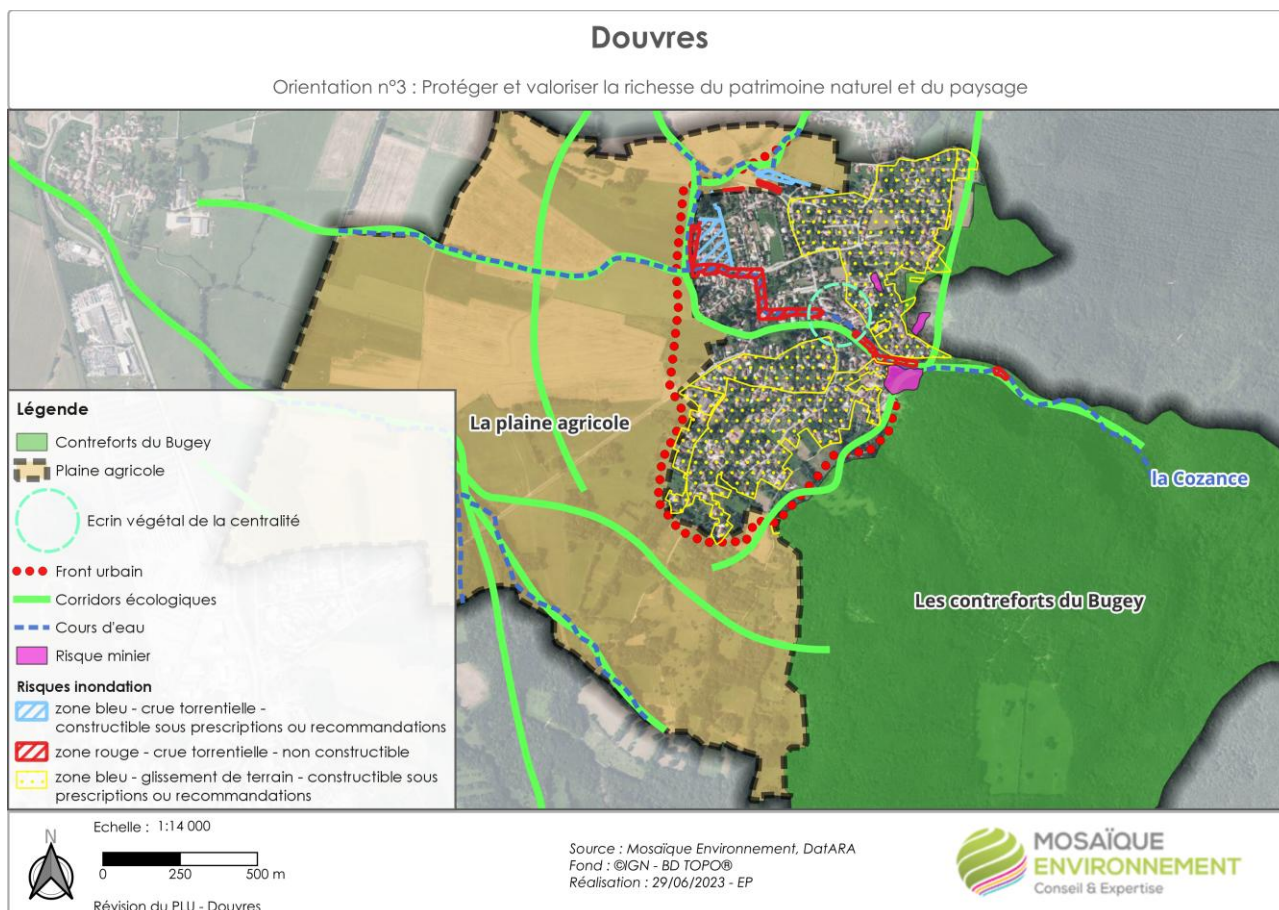 Douvres
Orientation n°3 : Protéger et valoriser la richesse du patrimoine naturel et du paysage
La plaine agricole
la Cozance
Les contreforts du Bugey
Légende
Contreforts du Bugey
Plaine agricole
Ecrin végétal de la centralité
Front urbain
Corridors écologiques
Cours d'eau
Risque minier
Risques inondation
zone bleu - crue torrentielle -
constructible sous prescriptions ou recommandations
zone rouge - crue torrentielle - non constructible
zone bleu - glissement de terrain - constructible sous
prescriptions ou recommandations
N
Echelle : 1:14 000
0 250 500 m
Révision du PLU - Douvres
Source : Mosaïque Environnement, DatARA
Fond : ©IGN - BD TOPO®
Réalisation : 29/06/2023 - EP
MOSAÏQUE
ENVIRONNEMENT
Conseil & Expertise